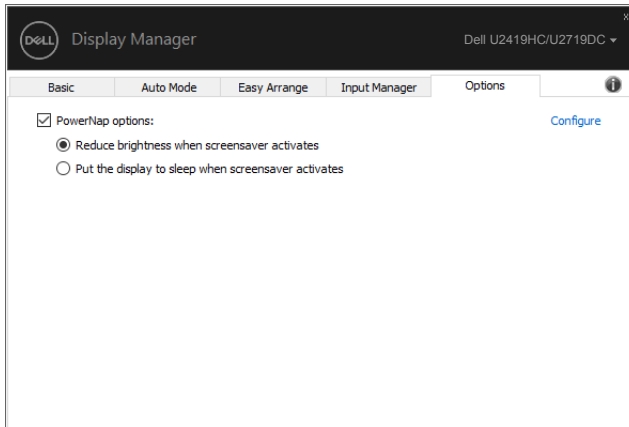 DELL Display Manager Dell U2419HC/U2719DC
Basic Auto Mode Easy Arrange Input Manager Options
PowerNap options: Configure
Reduce brightness when screensaver activates
Put the display to sleep when screensaver activates